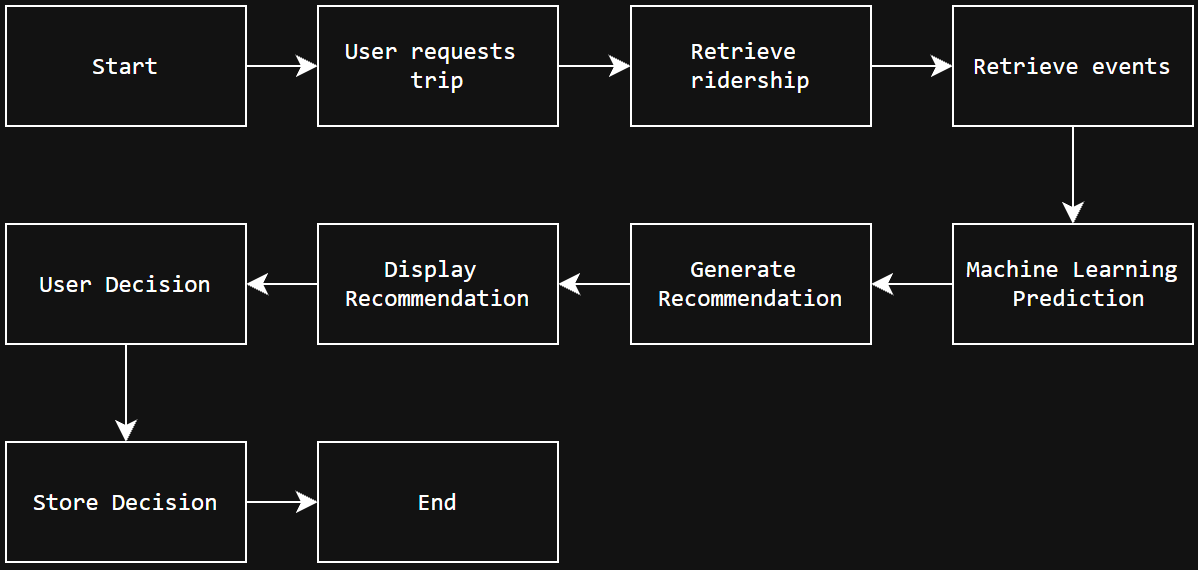 Start
User requests
trip
Retrieve
ridership
Retrieve events
User Decision
Display
Recommendation
Generate
Recommendation
Machine Learning
Prediction
Store Decision
End